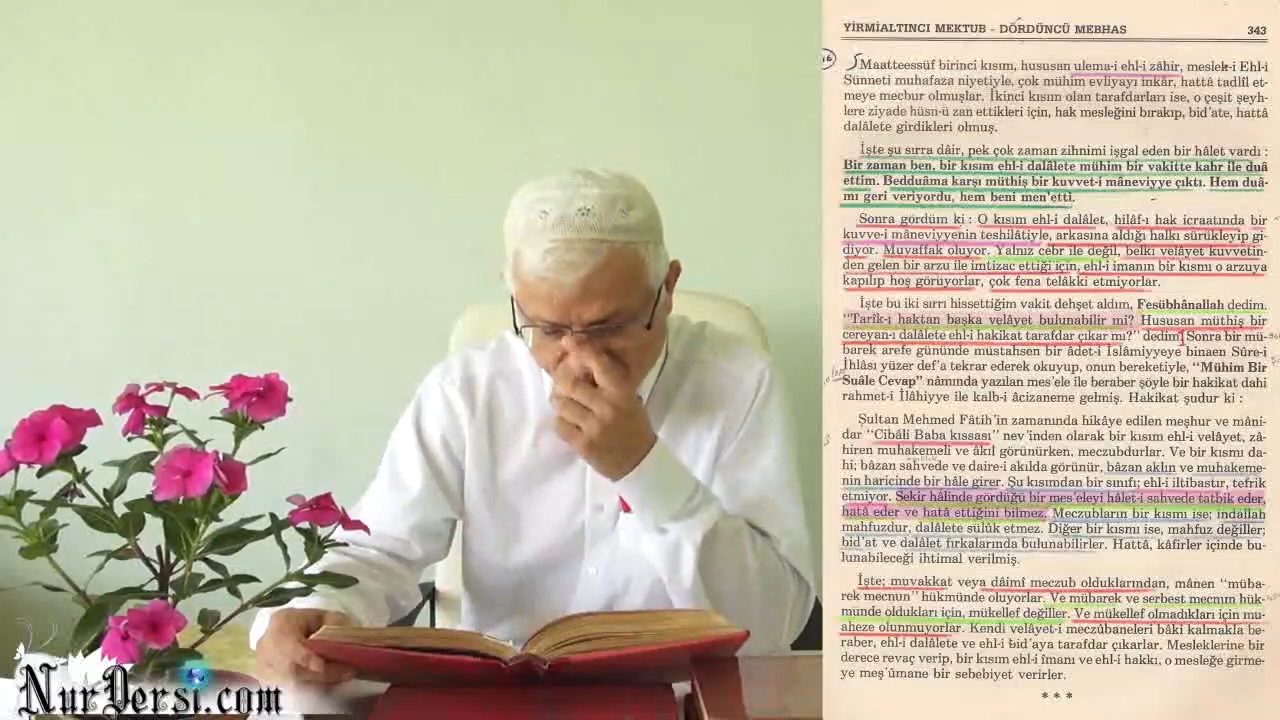 YİRMİALTINCI MEKTUB - DÖRDÜNCÜ MEBHAS 343
Maatteessüf birinci kısım, hususan ulema-i ehl-i zâhir, meslek-i Ehl-i
Sünneti muhafaza niyetiyle, çok mühim evliyayı inkâr, hattâ tadlîl et-
meye mecbur olmuşlar. İkinci kısım olan tarafdarları ise, o çeşit şeyh-
lere ziyade hüsn-ü zan ettikleri için, hak mesleğini bırakıp, bid'ate, hattâ
dalâlete girdikleri olmuş.
İşte şu sırra dâir, pek çok zaman zihnimi işgal eden bir hâlet vardı :
Bir zaman ben, bir kısım ehl-i dalâlete mühim bir vakitte kahr ile duâ
ettim. Bedduâma karşı müthiş bir kuvvet-i mâneviyye çıktı. Hem duâ-
mı geri veriyordu, hem beni men'etti.
Sonra gördüm ki : O kısım ehl-i dalâlet, hilâf-ı hak icraatında bir
kuvve-i mâneviyyenin teshilâtiyle, arkasına aldığı halkı sürükleyip gi-
diyor. Muvaffak oluyor. Yalnız cebr ile değil, belki velâyet kuvvetin-
den gelen bir arzu ile imtizac ettiği için, ehl-i imanın bir kısmı o arzuya
kapılıp hoş görüyorlar, çok fena telâkki etmiyorlar.
İşte bu iki sırrı hissettiğim vakit dehşet aldım, Fesübhânallah dedim.
"Tarîk-ı haktan başka velâyet bulunabilir mi? Hususan müthiş bir
cereyan-ı dalâlete ehl-i hakikat tarafdar çıkar mı?" dedim. Sonra bir mü-
barek arefe gününde müstahsen bir âdet-i İslâmiyyeye binaen Sûre-i
İhlâsı yüzer def'a tekrar ederek okuyup, onun bereketiyle, "Mühim Bir
Suâle Cevap" nâmında yazılan mes'ele ile beraber şöyle bir hakikat dahi
rahmet-i İlâhiyye ile kalb-i âcizaneme gelmiş. Hakikat şudur ki :
Sultan Mehmed Fâtih'in zamanında hikâye edilen meşhur ve mâni-
dar "Cibâli Baba kıssası" nev'inden olarak bir kısım ehl-i velâyet, zâ-
hiren muhakemeli ve âkıl görünürken, meczubdurlar. Ve bir kısmı da-
hi; bâzan sahvede ve daire-i akılda görünür, bâzan aklın ve muhakeme-
nin haricinde bir hâle girer. Şu kısımdan bir sınıfı; ehl-i iltibastır, tefrik
etmiyor. Sekir hâlinde gördüğü bir mes'eleyi hâlet-i sahvede tatbik eder,
hatâ eder ve hatâ ettiğini bilmez. Meczubların bir kısmı ise; indallah
mahfuzdur, dalâlete sülûk etmez. Diğer bir kısmı ise, mahfuz değiller;
bid'at ve dalâlet fırkalarında bulunabilirler. Hattâ, kâfirler içinde bu-
lunabileceği ihtimal verilmiş.
İşte; muvakkat veya dâimî meczub olduklarından, mânen "müba-
rek mecnun" hükmünde oluyorlar. Ve mübarek ve serbest mecnun hük-
münde oldukları için, mükellef değiller. Ve mükellef olmadıkları için mu-
aheze olunmuyorlar. Kendi velâyet-i meczûbaneleri bâki kalmakla be-
raber, ehl-i dalâlete ve ehl-i bid'aya tarafdar çıkarlar. Mesleklerine bir
derece revaç verip, bir kısım ehl-i îmanı ve ehl-i hakkı, o mesleğe girme-
ye meş'ûmane bir sebebiyet verirler.
* * *
NurDersi.com